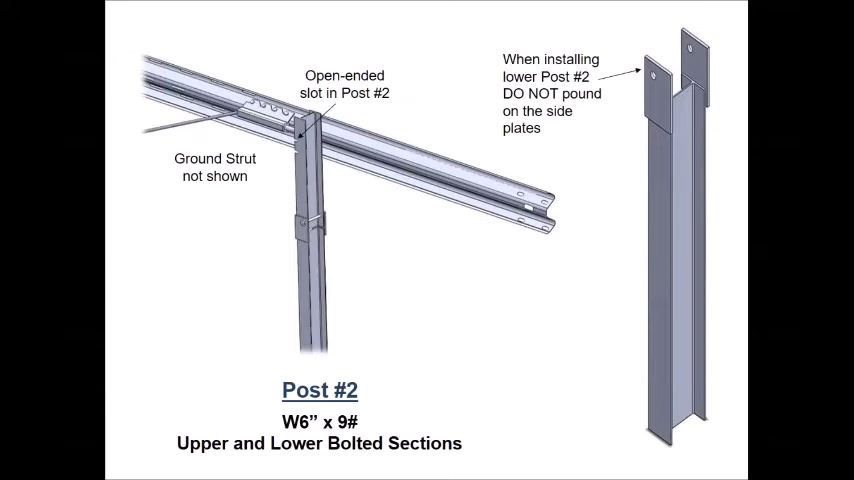 Open-ended
slot in Post #2
When installing
lower Post #2
DO NOT pound
on the side
plates
Ground Strut
not shown
Post #2
W6” x 9#
Upper and Lower Bolted Sections